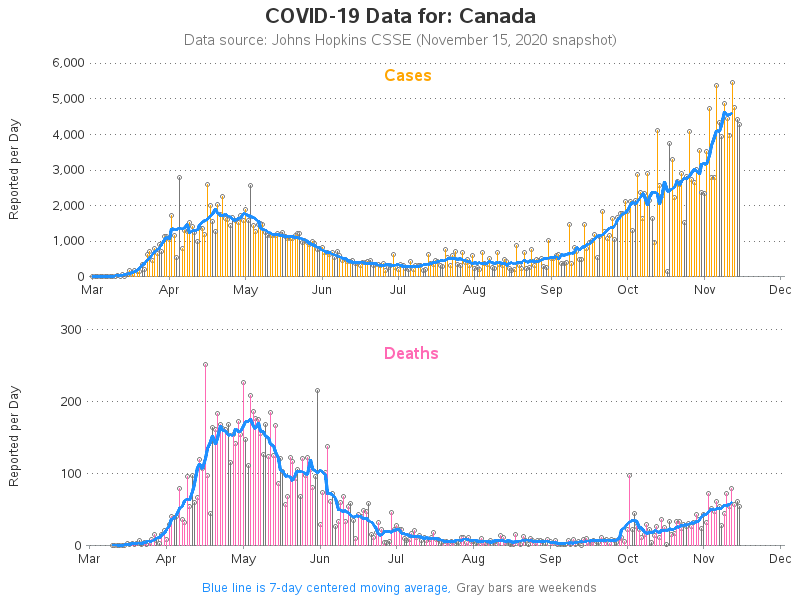 COVID-19 Data for: Canada
Data source: Johns Hopkins CSSE (November 15, 2020 snapshot)
Cases
Reported per Day
6,000
5,000
4,000
3,000
2,000
1,000
0
Mar Apr May Jun Jul Aug Sep Oct Nov Dec
Deaths
Reported per Day
300
200
100
0
Mar Apr May Jun Jul Aug Sep Oct Nov Dec
Blue line is 7-day centered moving average, Gray bars are weekends